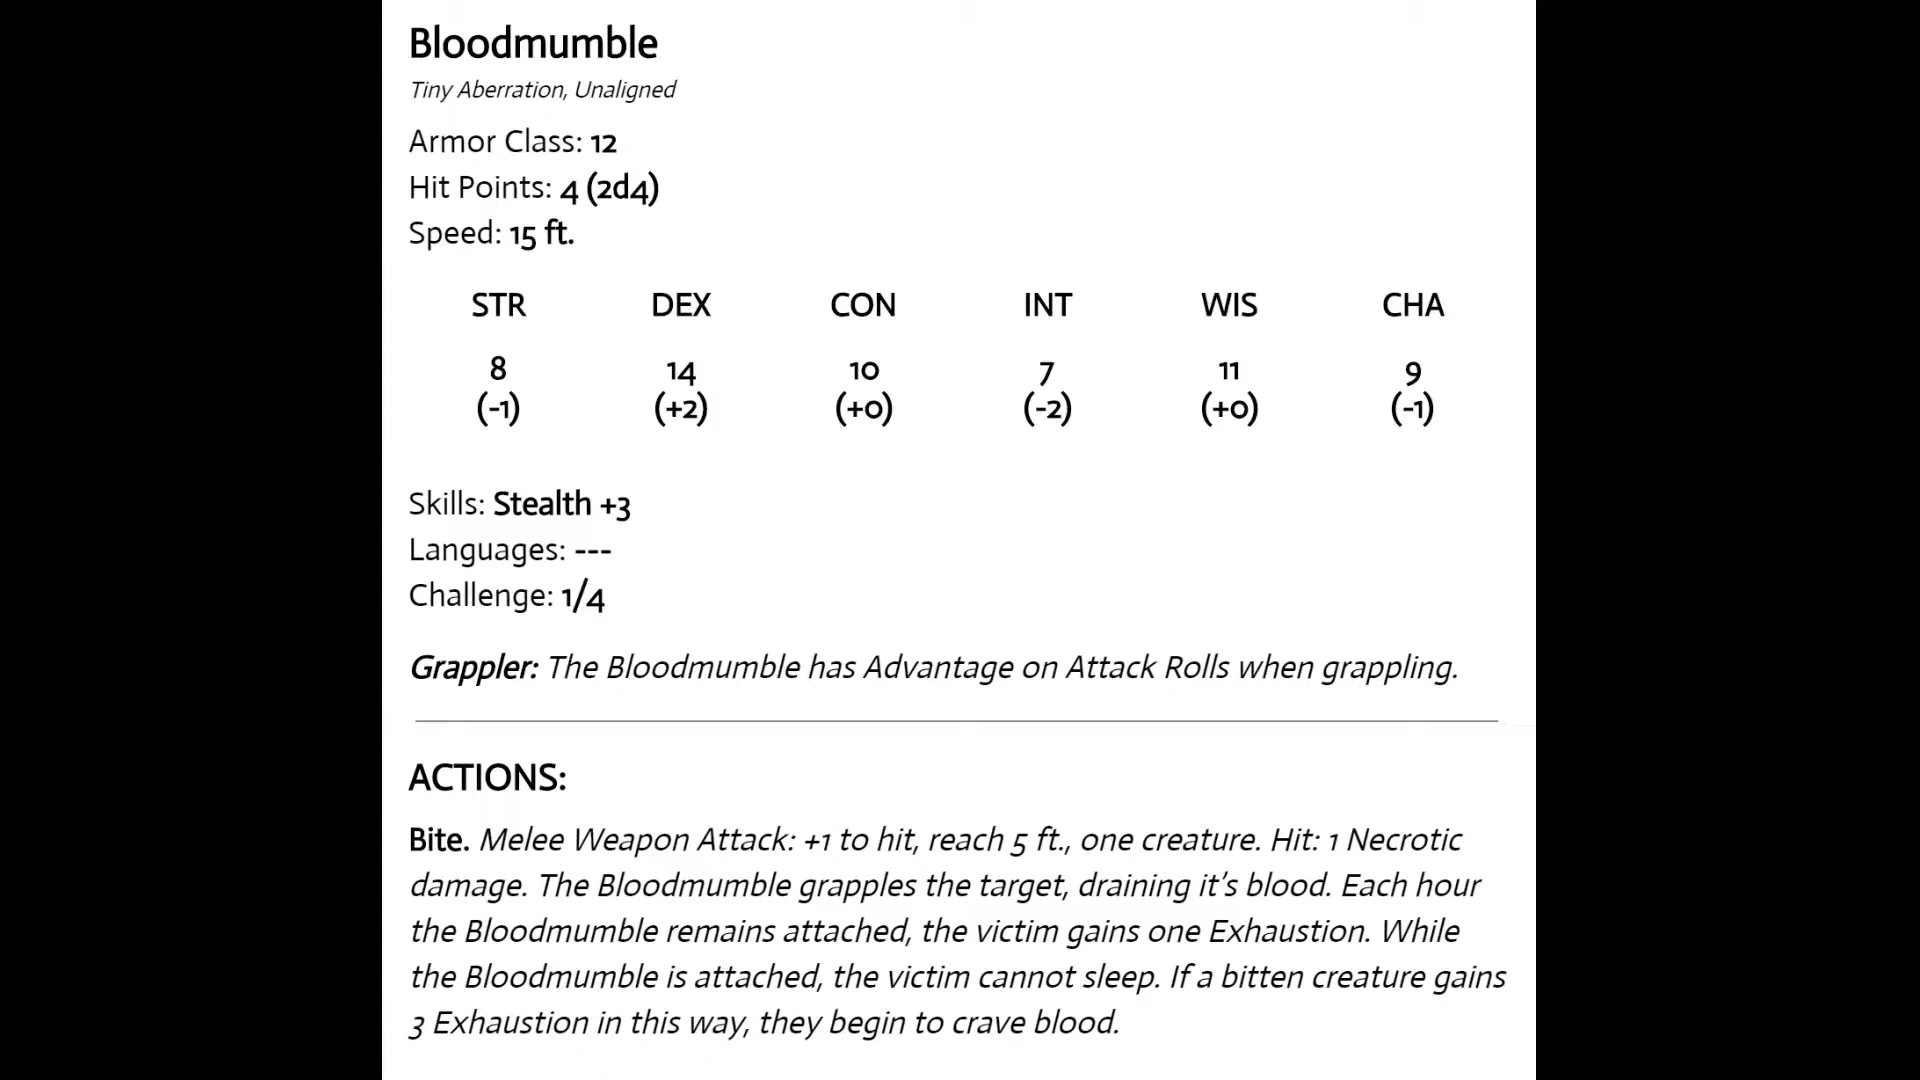 Bloodmumble
Tiny Aberration, Unaligned
Armor Class: 12
Hit Points: 4 (2d4)
Speed: 15 ft.
STR DEX CON INT WIS CHA
8 14 10 7 11 9
(-1) (+2) (+0) (-2) (+0) (-1)
Skills: Stealth +3
Languages: ---
Challenge: 1/4
Grappler: The Bloodmumble has Advantage on Attack Rolls when grappling.
ACTIONS:
Bite. Melee Weapon Attack: +1 to hit, reach 5 ft., one creature. Hit: 1 Necrotic
damage. The Bloodmumble grapples the target, draining it's blood. Each hour
the Bloodmumble remains attached, the victim gains one Exhaustion. While
the Bloodmumble is attached, the victim cannot sleep. If a bitten creature gains
3 Exhaustion in this way, they begin to crave blood.